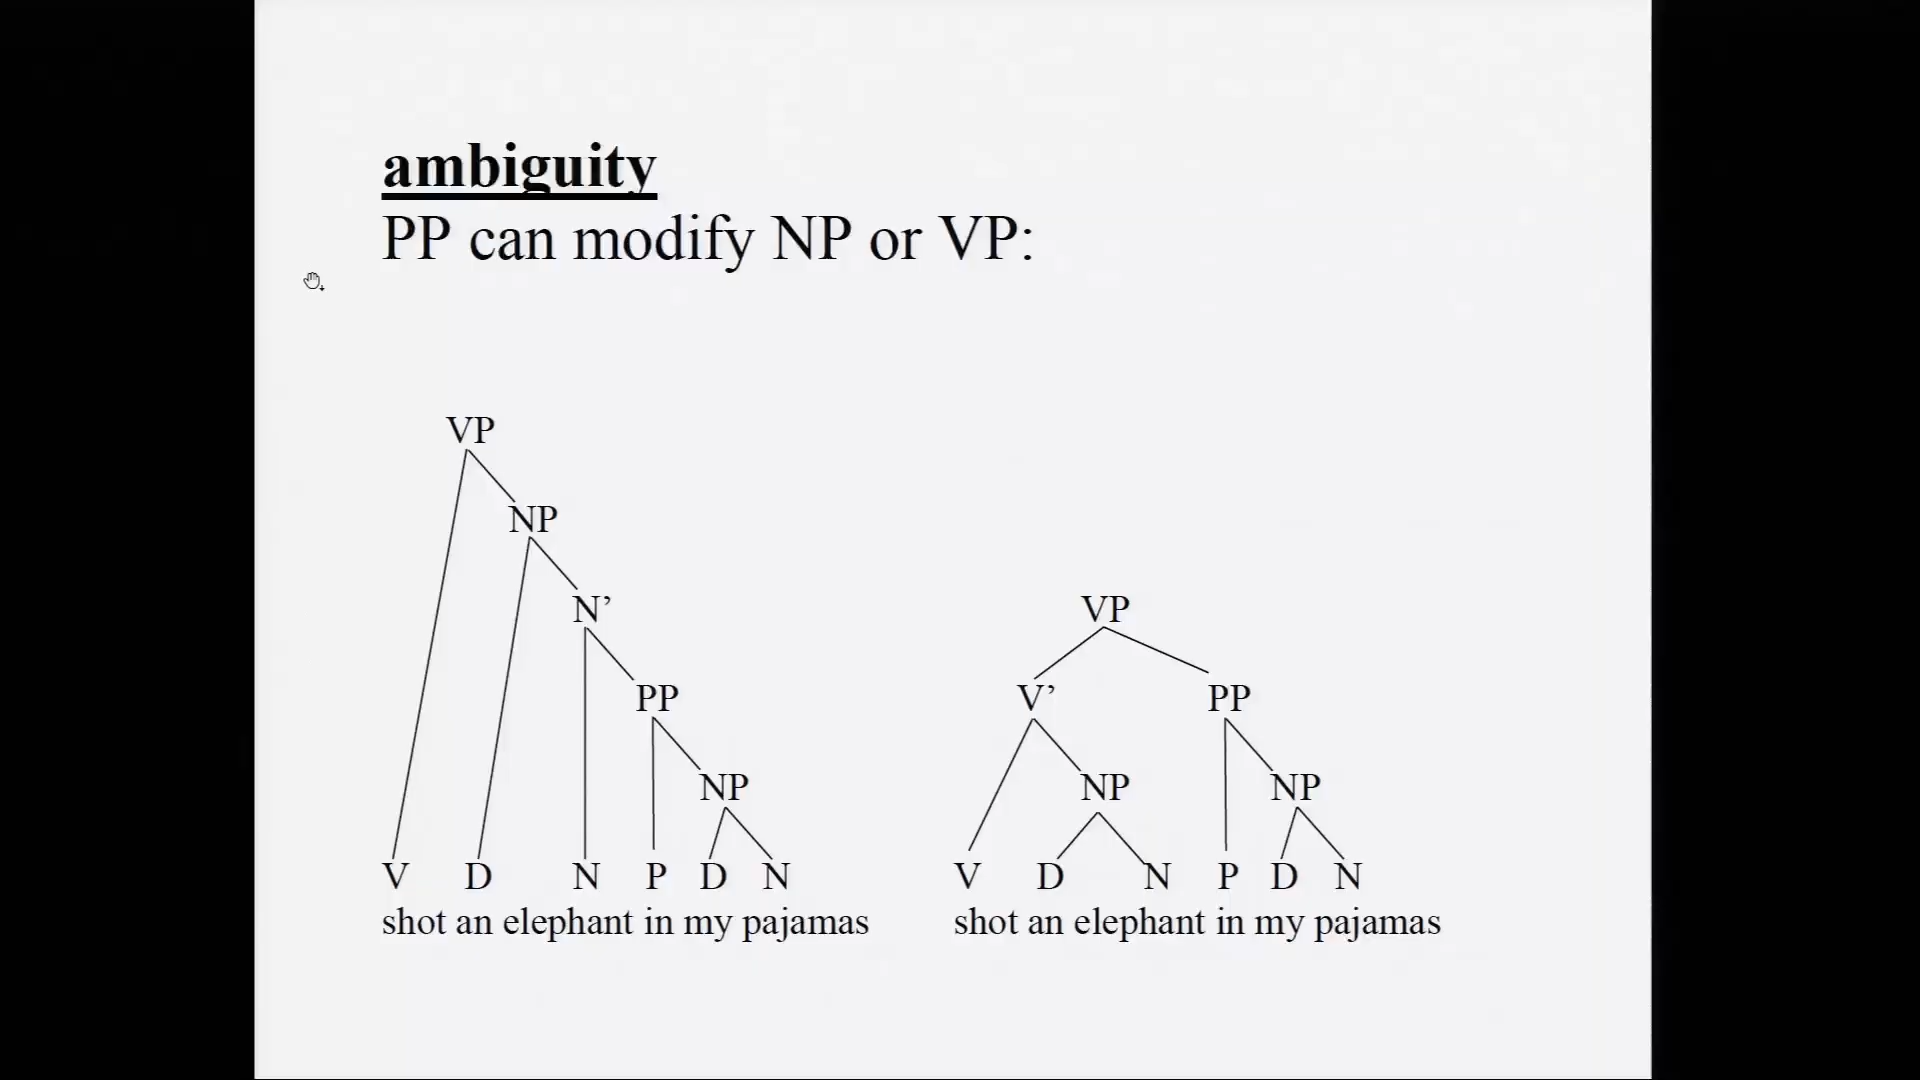 ambiguity
PP can modify NP or VP:
VP
NP
N’
VP
PP
V’
PP
NP
NP
NP
V D N P D N
V D N P D N
shot an elephant in my pajamas
shot an elephant in my pajamas